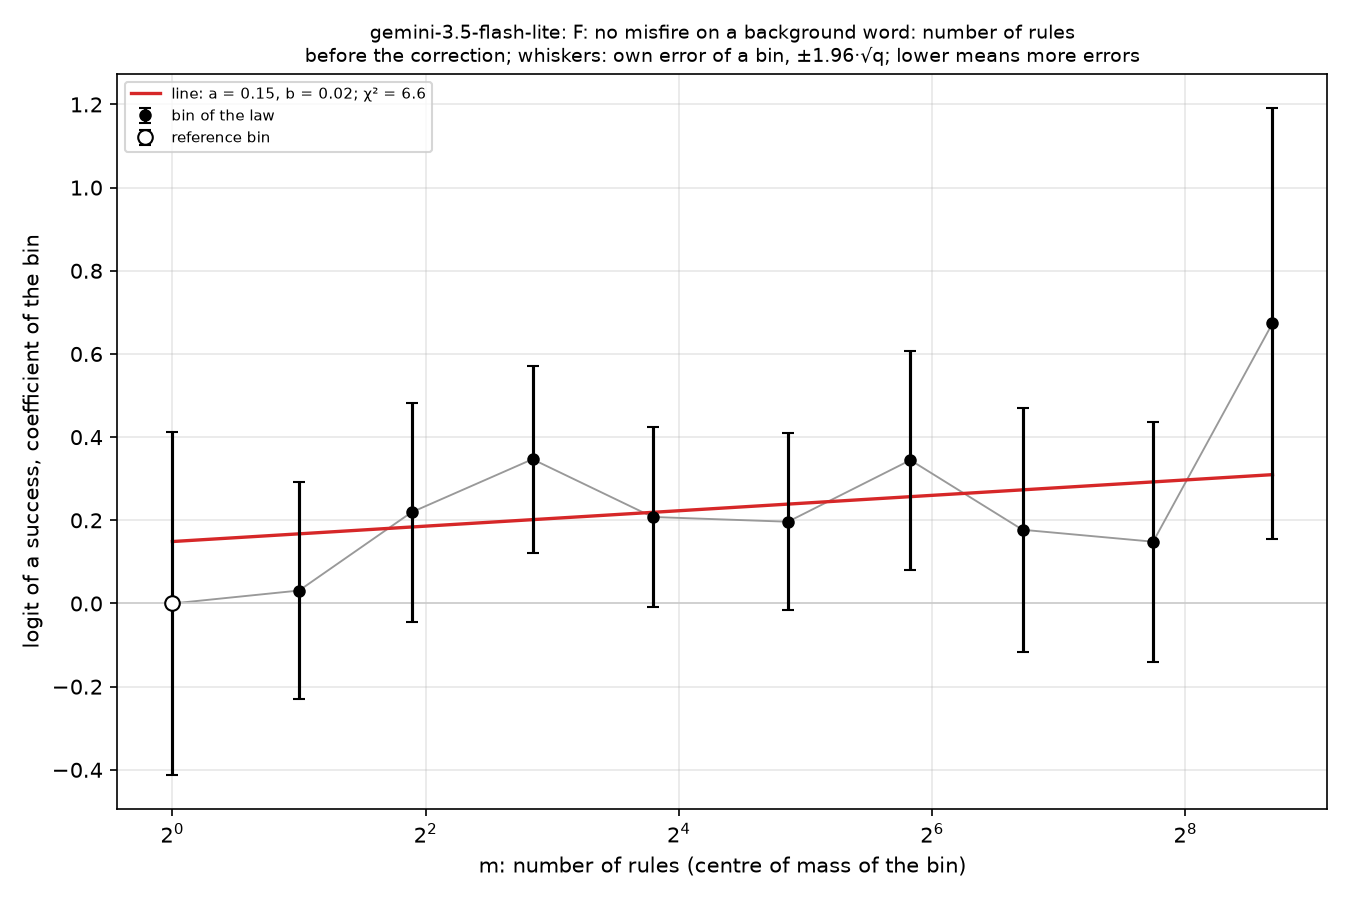 gemini-3.5-flash-lite: F: no misfire on a background word: number of rules
before the correction; whiskers: own error of a bin, ±1.96·√q; lower means more errors
line: a = 0.15, b = 0.02; χ² = 6.6
bin of the law
reference bin
logit of a success, coefficient of the bin
1.2
1.0
0.8
0.6
0.4
0.2
0.0
−0.2
−0.4
2⁰ 2² 2⁴ 2⁶ 2⁸
m: number of rules (centre of mass of the bin)